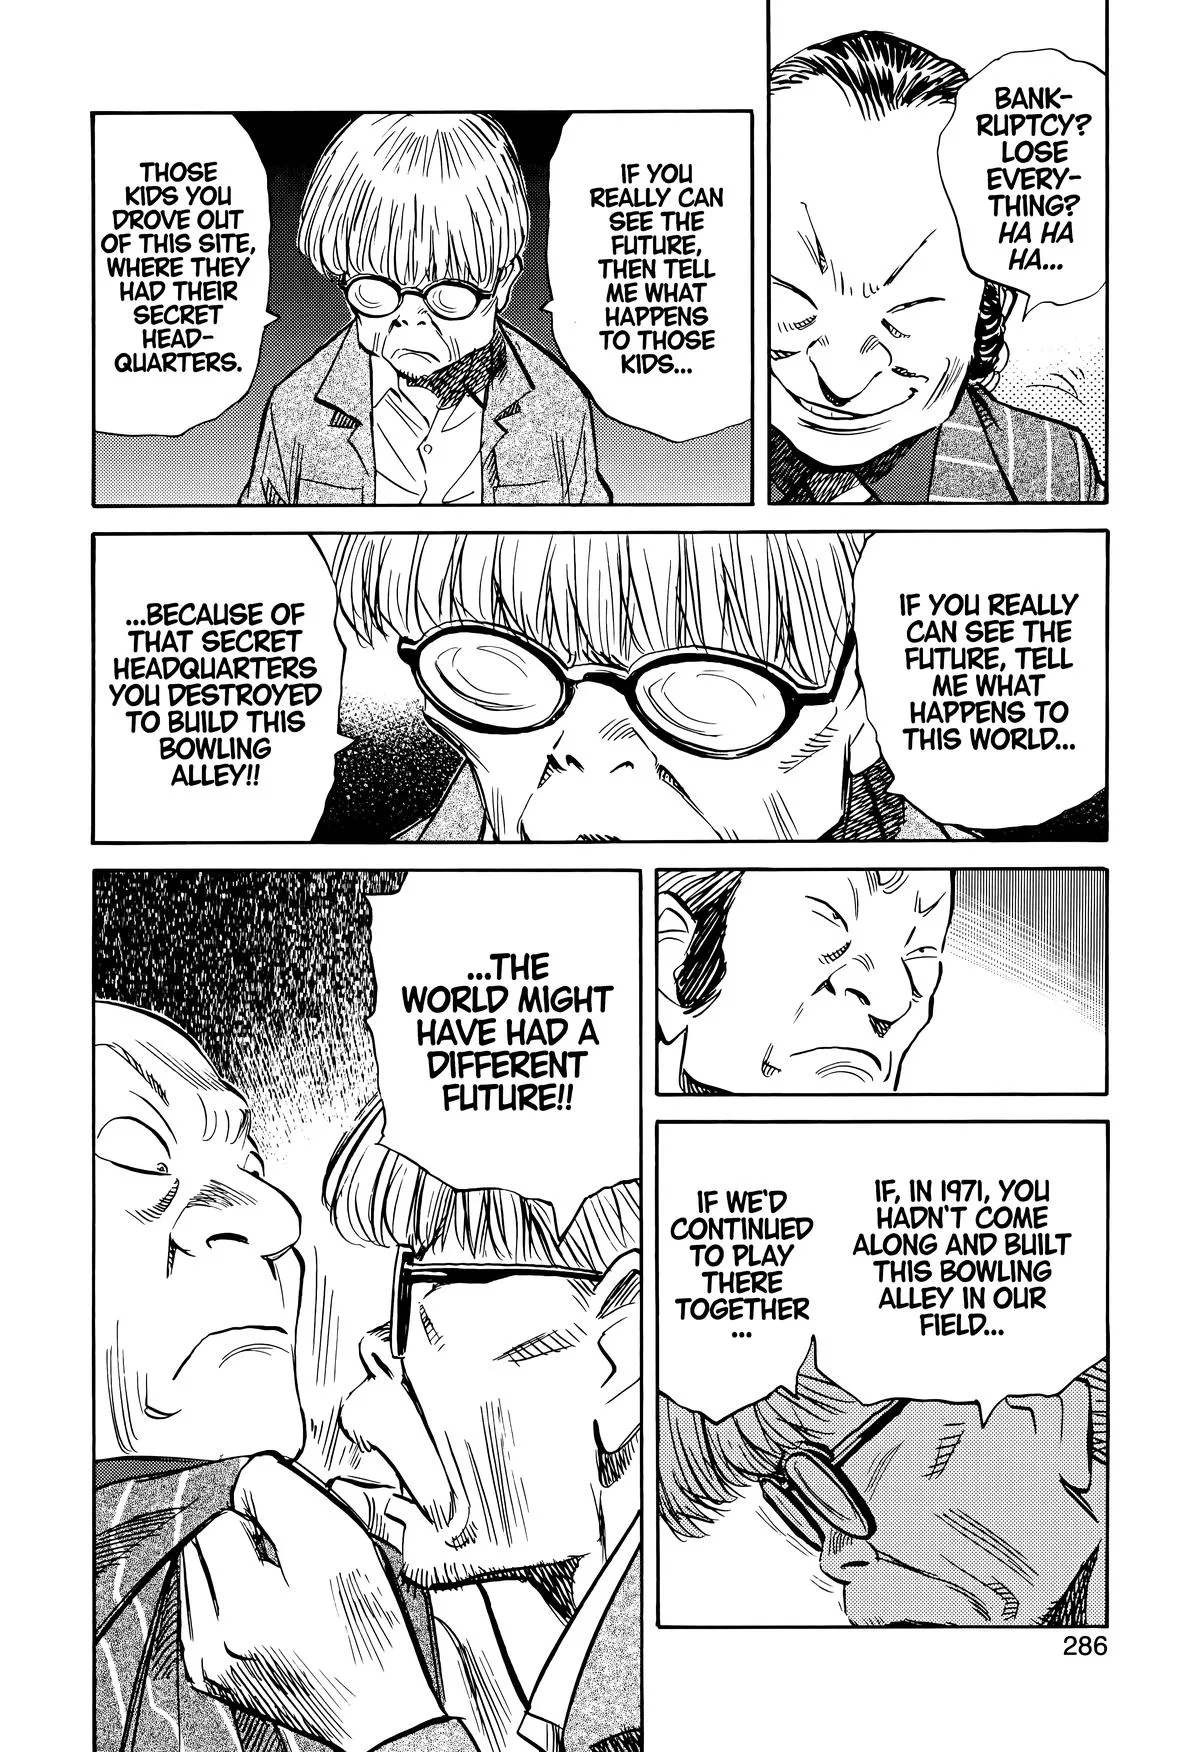 BANK-
RUPTCY?
LOSE
EVERY-
THING?
HA HA
HA...
IF YOU
REALLY CAN
SEE THE
FUTURE,
THEN TELL
ME WHAT
HAPPENS
TO THOSE
KIDS...
THOSE
KIDS YOU
DROVE OUT
OF THIS SITE,
WHERE THEY
HAD THEIR
SECRET
HEAD-
QUARTERS.
IF YOU REALLY
CAN SEE THE
FUTURE, TELL
ME WHAT
HAPPENS TO
THIS WORLD...
...BECAUSE OF
THAT SECRET
HEADQUARTERS
YOU DESTROYED
TO BUILD THIS
BOWLING
ALLEY!!
IF, IN 1971, YOU
HADN'T COME
ALONG AND BUILT
THIS BOWLING
ALLEY IN OUR
FIELD...
IF WE'D
CONTINUED
TO PLAY
THERE
TOGETHER
...
...THE
WORLD MIGHT
HAVE HAD A
DIFFERENT
FUTURE!!
286